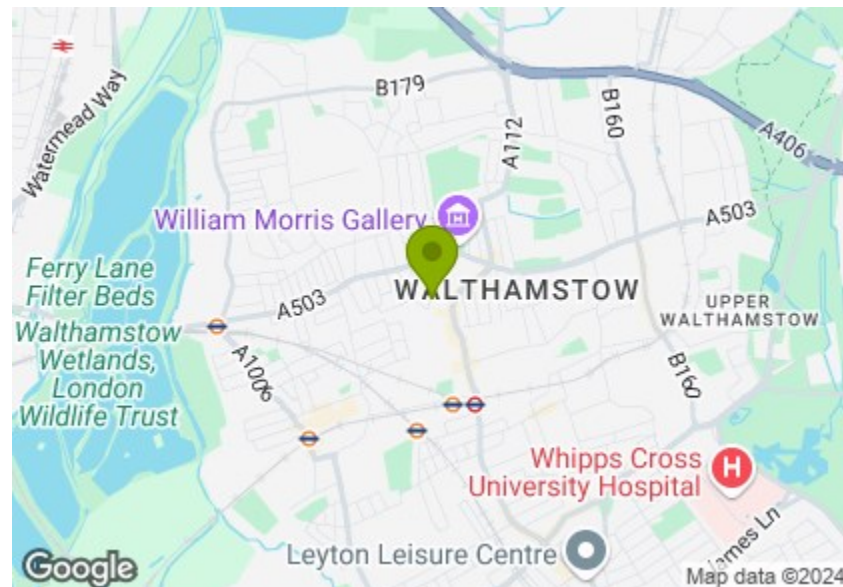 Watermead Way
B179
A112
B160
A406
William Morris Gallery
A503
Ferry Lane
Filter Beds
A503
WALTHAMSTOW
UPPER
WALTHAMSTOW
Walthamstow
Wetlands,
London
Wildlife Trust
A1006
B160
Whipps Cross
University Hospital
H
Leyton Leisure Centre
James Ln
Google
Map data ©2024